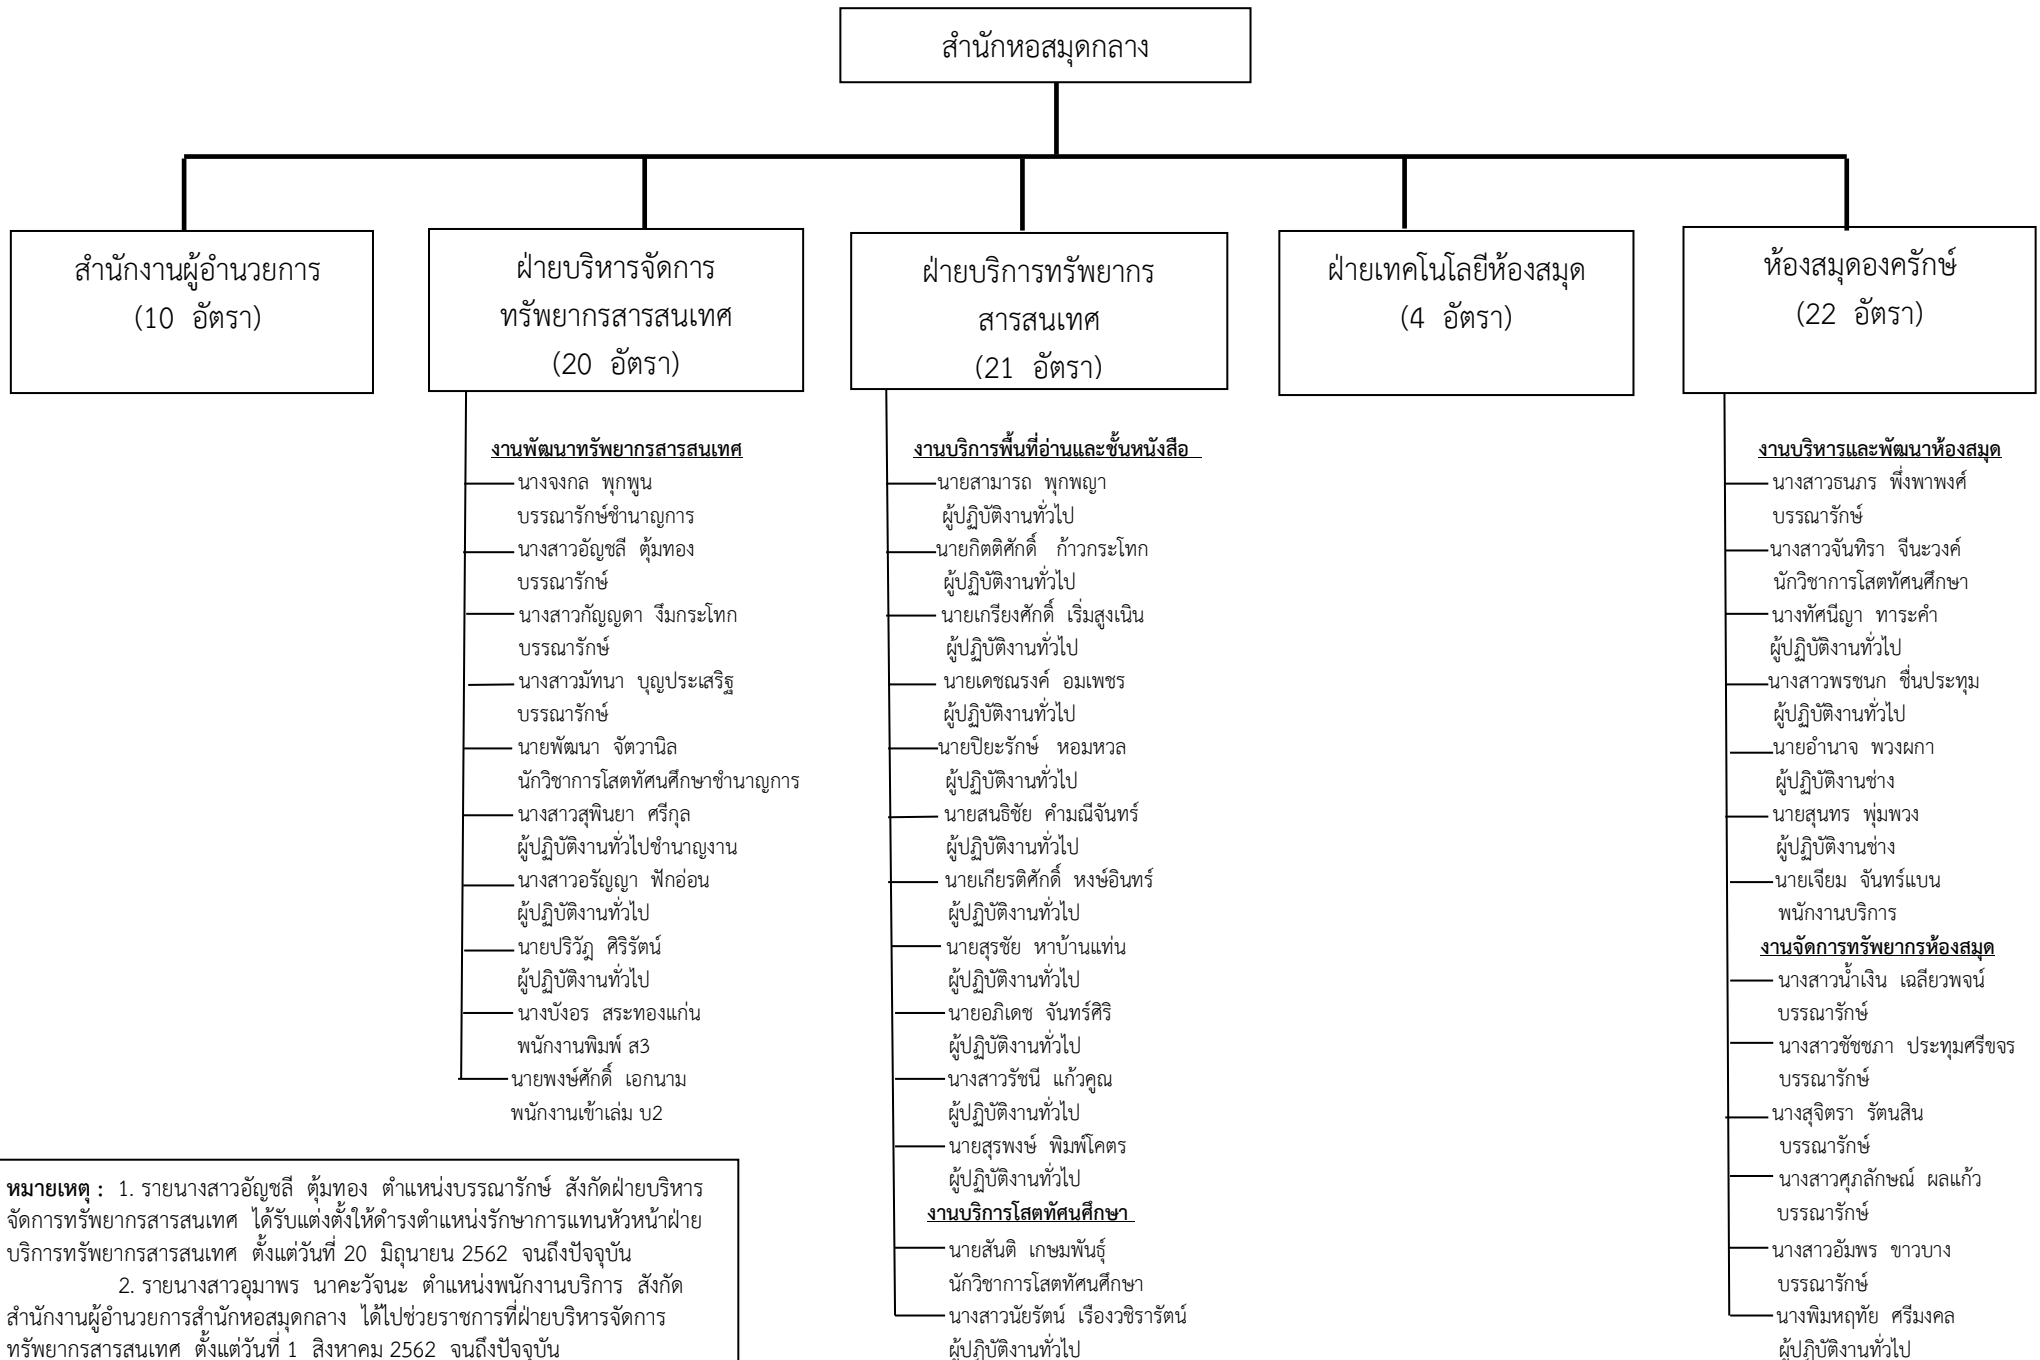 สำนักหอสมุดกลาง
สำนักงานผู้อำนวยการ
(10 อัตรา)
ฝ่ายบริหารจัดการ
ทรัพยากรสารสนเทศ
(20 อัตรา)
ฝ่ายบริการทรัพยากร
สารสนเทศ
(21 อัตรา)
ฝ่ายเทคโนโลยีห้องสมุด
(4 อัตรา)
ห้องสมุดองครักษ์
(22 อัตรา)
งานพัฒนาทรัพยากรสารสนเทศ
นางจงกล พุกพูน
บรรณารักษ์ชำนาญการ
นางสาวอัญชลี ตุ้มทอง
บรรณารักษ์
นางสาวกัญญดา งึมกระโทก
บรรณารักษ์
นางสาวมัทนา บุญประเสริฐ
บรรณารักษ์
นายพัฒนา จัตวานิล
นักวิชาการโสตทัศนศึกษาชำนาญการ
นางสาวสุพินยา ศรีกุล
ผู้ปฏิบัติงานทั่วไปชำนาญงาน
นางสาวอรัญญา ฟักอ่อน
ผู้ปฏิบัติงานทั่วไป
นายปริวัฎ ศิริรัตน์
ผู้ปฏิบัติงานทั่วไป
นางบังอร สระทองแก่น
พนักงานพิมพ์ ส3
นายพงษ์ศักดิ์ เอกนาม
พนักงานเข้าเล่ม บ2
งานบริการพื้นที่อ่านและชั้นหนังสือ
นายสามารถ พุกพญา
ผู้ปฏิบัติงานทั่วไป
นายกิตติศักดิ์ ก้าวกระโทก
ผู้ปฏิบัติงานทั่วไป
นายเกรียงศักดิ์ เริ่มสูงเนิน
ผู้ปฏิบัติงานทั่วไป
นายเดชณรงค์ อมเพชร
ผู้ปฏิบัติงานทั่วไป
นายปิยะรักษ์ หอมหวล
ผู้ปฏิบัติงานทั่วไป
นายสนธิชัย คำมณีจันทร์
ผู้ปฏิบัติงานทั่วไป
นายเกียรติศักดิ์ หงษ์อินทร์
ผู้ปฏิบัติงานทั่วไป
นายสุรชัย หาบ้านแท่น
ผู้ปฏิบัติงานทั่วไป
นายอภิเดช จันทร์ศิริ
ผู้ปฏิบัติงานทั่วไป
นางสาวรัชนี แก้วคูณ
ผู้ปฏิบัติงานทั่วไป
นายสุรพงษ์ พิมพ์โคตร
ผู้ปฏิบัติงานทั่วไป
งานบริการโสตทัศนศึกษา
นายสันติ เกษมพันธุ์
นักวิชาการโสตทัศนศึกษา
นางสาวนัยรัตน์ เรืองวชิรารัตน์
ผู้ปฏิบัติงานทั่วไป
งานบริหารและพัฒนาห้องสมุด
นางสาวธนภร พึ่งพาพงศ์
บรรณารักษ์
นางสาวจันทิรา จีนะวงค์
นักวิชาการโสตทัศนศึกษา
นางทัศนีญา ทาระคำ
ผู้ปฏิบัติงานทั่วไป
นางสาวพรชนก ชื่นประทุม
ผู้ปฏิบัติงานทั่วไป
นายอำนาจ พวงผกา
ผู้ปฏิบัติงานช่าง
นายสุนทร พุ่มพวง
ผู้ปฏิบัติงานช่าง
นายเจียม จันทร์แบน
พนักงานบริการ
งานจัดการทรัพยากรห้องสมุด
นางสาวน้ำเงิน เฉลียวพจน์
บรรณารักษ์
นางสาวชัชชภา ประทุมศรีขจร
บรรณารักษ์
นางสุจิตรา รัตนสิน
บรรณารักษ์
นางสาวศุภลักษณ์ ผลแก้ว
บรรณารักษ์
นางสาวอัมพร ขาวบาง
บรรณารักษ์
นางพิมหฤทัย ศรีมงคล
ผู้ปฏิบัติงานทั่วไป
หมายเหตุ : 1. รายนางสาวอัญชลี ตุ้มทอง ตำแหน่งบรรณารักษ์ สังกัดฝ่ายบริหาร
จัดการทรัพยากรสารสนเทศ ได้รับแต่งตั้งให้ดำรงตำแหน่งรักษาการแทนหัวหน้าฝ่าย
บริการทรัพยากรสารสนเทศ ตั้งแต่วันที่ 20 มิถุนายน 2562 จนถึงปัจจุบัน
2. รายนางสาวอุมาพร นาคะวัจนะ ตำแหน่งพนักงานบริการ สังกัด
สำนักงานผู้อำนวยการสำนักหอสมุดกลาง ได้ไปช่วยราชการที่ฝ่ายบริหารจัดการ
ทรัพยากรสารสนเทศ ตั้งแต่วันที่ 1 สิงหาคม 2562 จนถึงปัจจุบัน